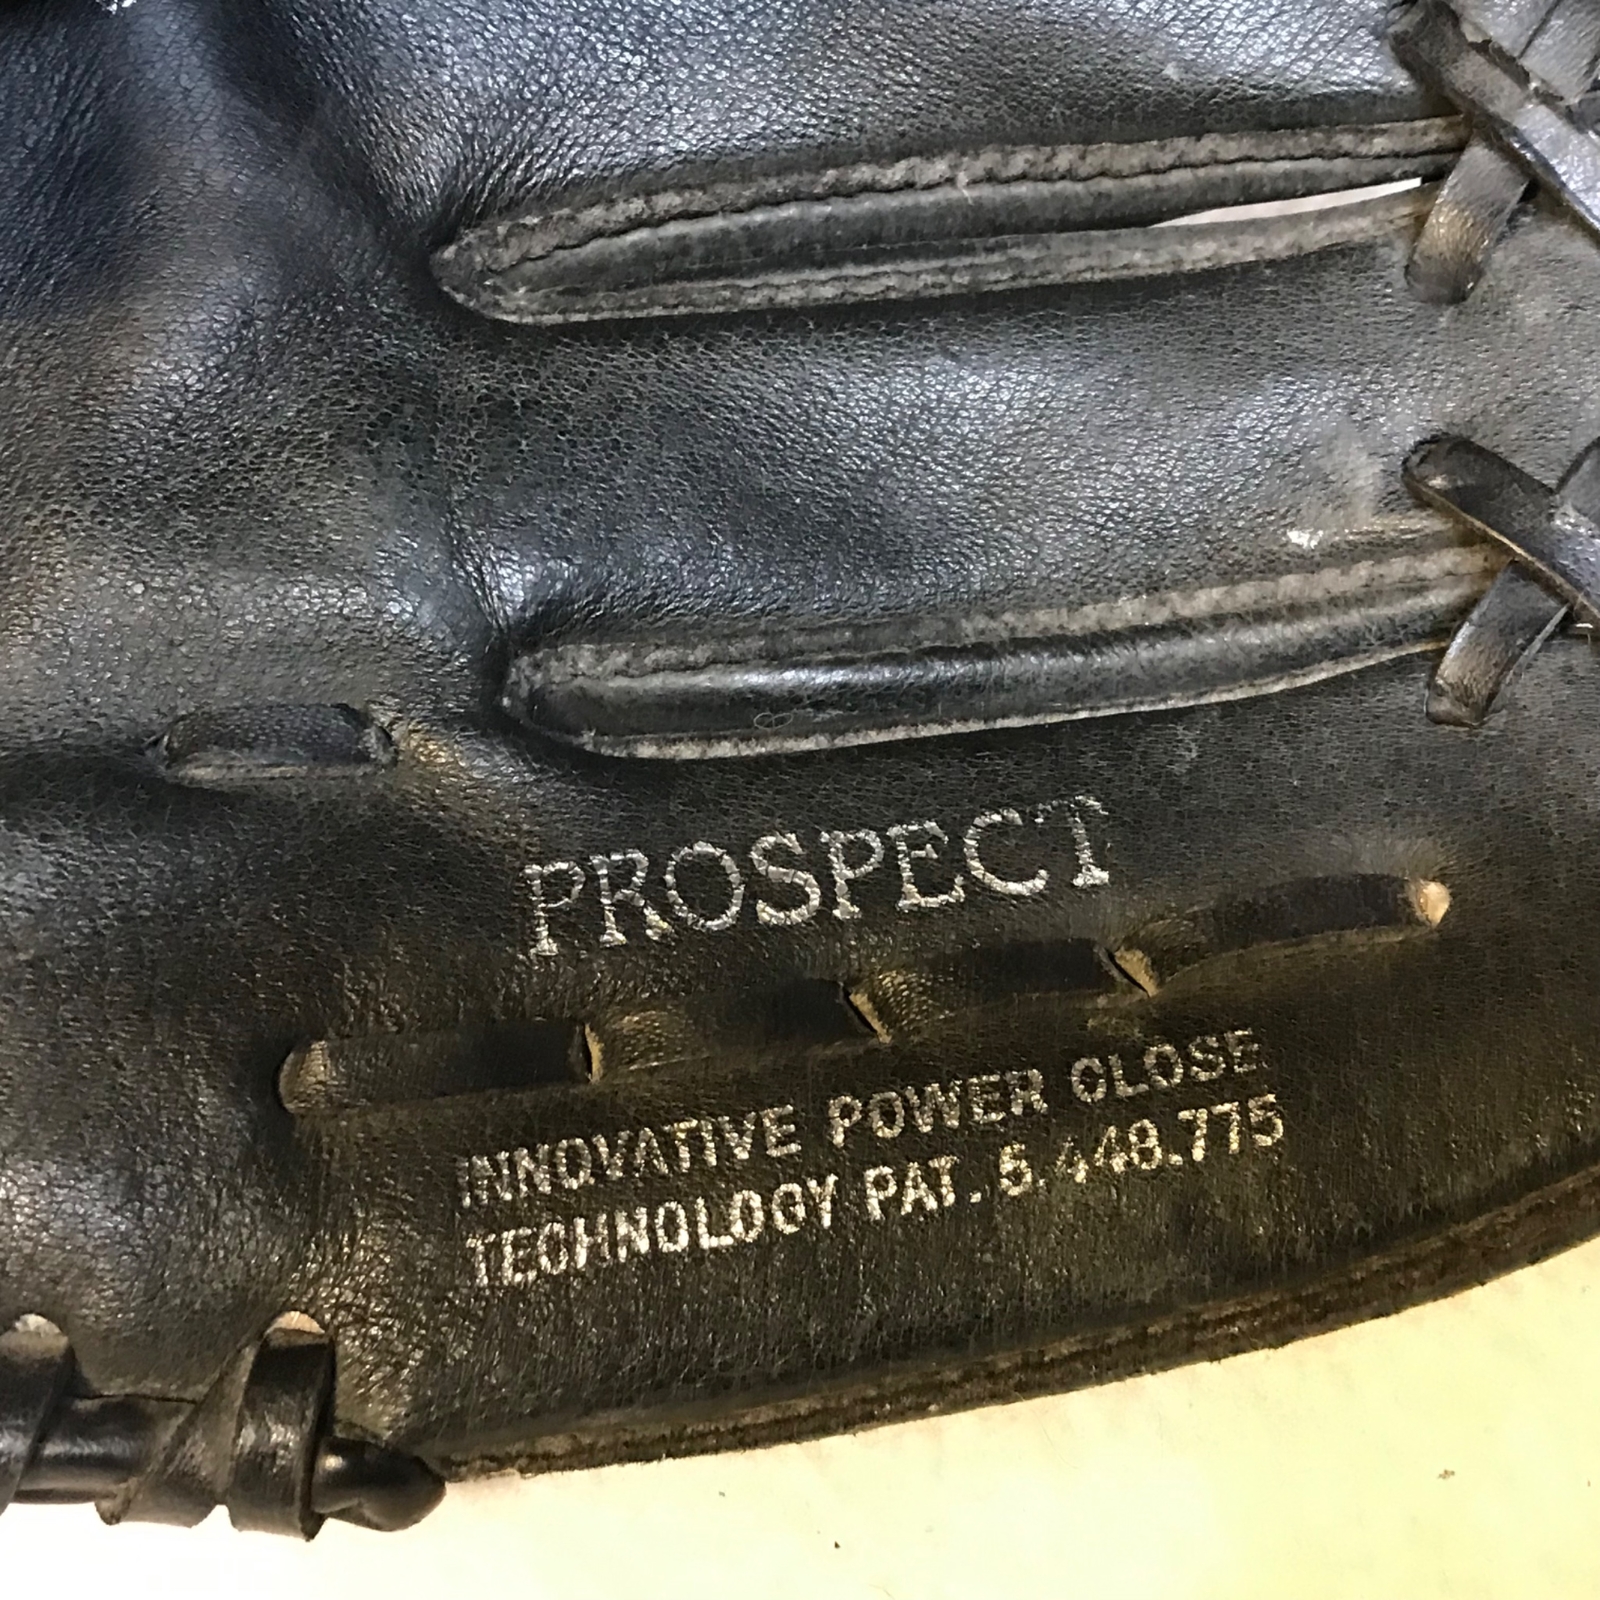 PROSPECT
INNOVATIVE POWER CLOSE
TECHNOLOGY PAT. 5.448.775